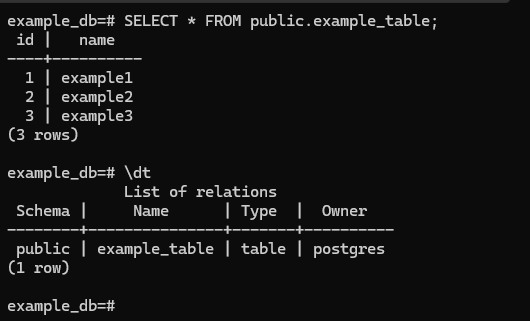 example_db=# SELECT * FROM public.example_table;
 id |   name
----+----------
  1 | example1
  2 | example2
  3 | example3
(3 rows)

example_db=# \dt
             List of relations
 Schema |     Name      | Type  |  Owner
--------+---------------+-------+----------
 public | example_table | table | postgres
(1 row)

example_db=#